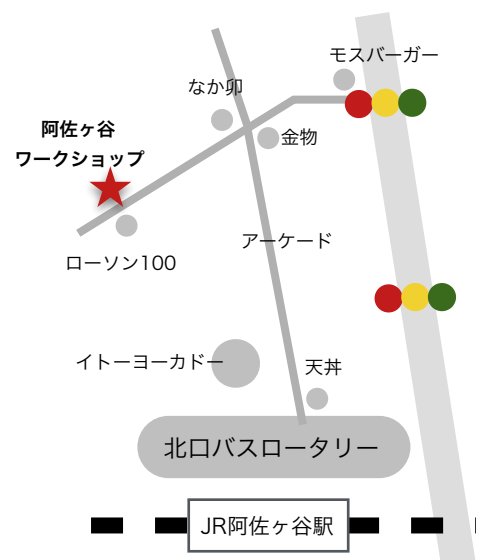 モスバーガー
なか卯
阿佐ヶ谷
ワークショップ
金物
ローソン100
アーケード
イトーヨーカドー
天丼
北口バスロータリー
JR阿佐ヶ谷駅